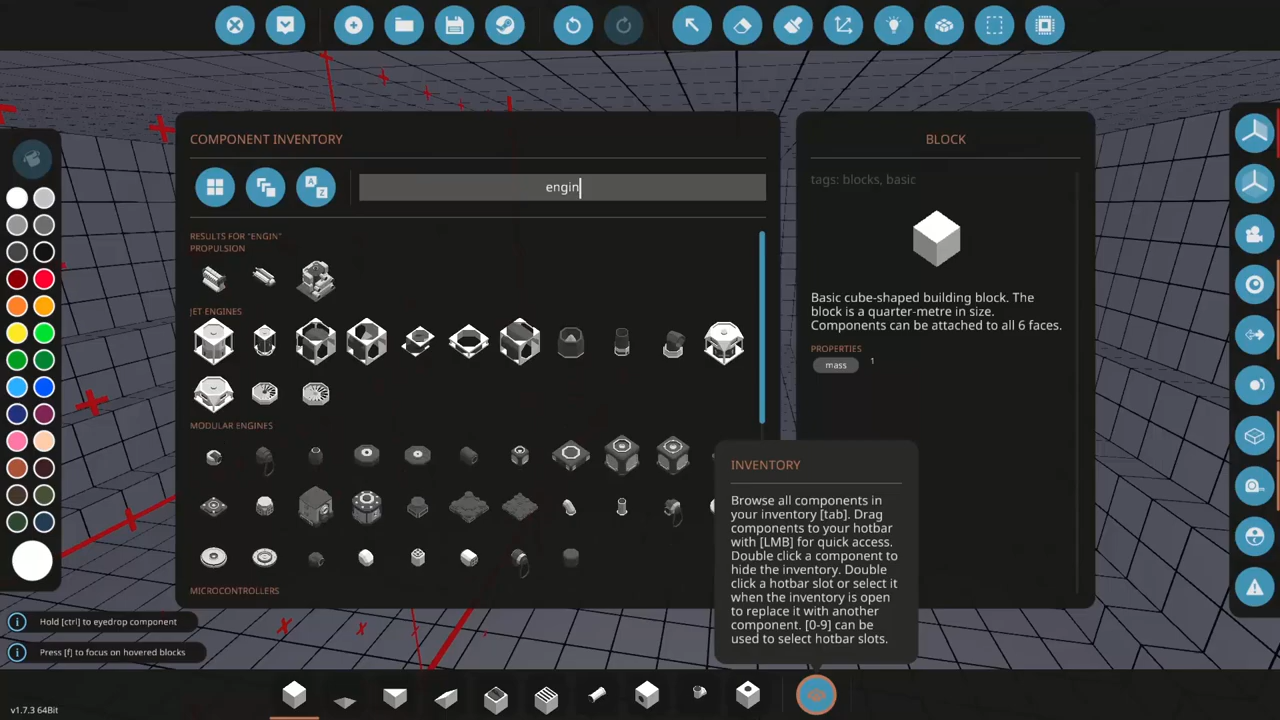 COMPONENT INVENTORY
engin
RESULTS FOR "ENGIN"
PROPULSION
JET ENGINES
MODULAR ENGINES
MICROCONTROLLERS
BLOCK
tags: blocks, basic
Basic cube-shaped building block. The
block is a quarter-metre in size.
Components can be attached to all 6 faces.
PROPERTIES
mass 1
INVENTORY
Browse all components in
your inventory [tab]. Drag
components to your hotbar
with [LMB] for quick access.
Double click a component to
hide the inventory. Double
click a hotbar slot or select it
when the inventory is open
to replace it with another
component. [0-9] can be
used to select hotbar slots.
Hold [ctrl] to eyedrop component
Press [f] to focus on hovered blocks
v1.7.3 64Bit